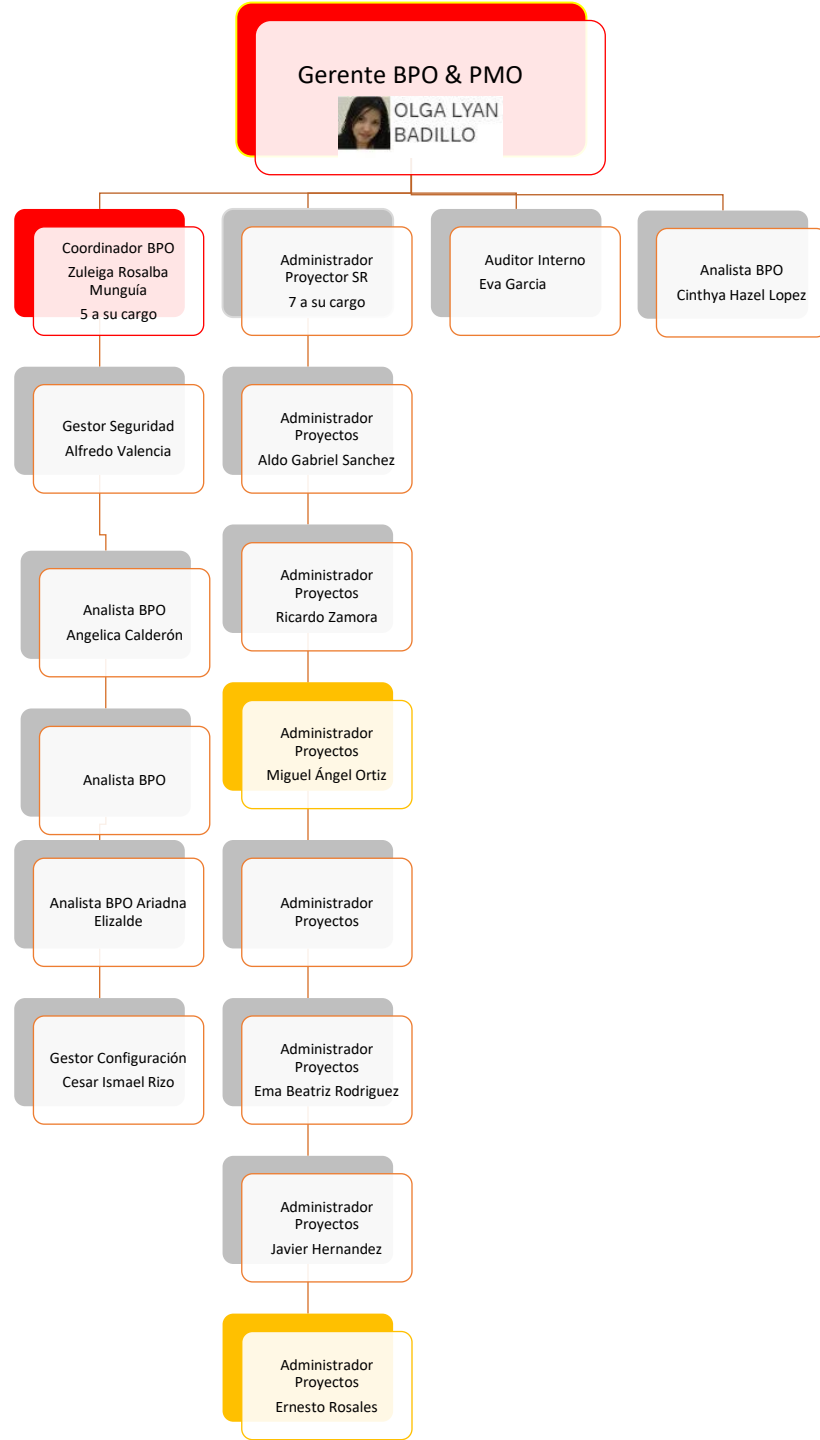 Gerente BPO & PMO
OLGA LYAN
BADILLO
Coordinador BPO
Zuleiga Rosalba
Munguía
5 a su cargo
Administrador
Proyector SR
7 a su cargo
Auditor Interno
Eva Garcia
Analista BPO
Cinthya Hazel Lopez
Gestor Seguridad
Alfredo Valencia
Administrador
Proyectos
Aldo Gabriel Sanchez
Analista BPO
Angelica Calderón
Administrador
Proyectos
Ricardo Zamora
Analista BPO
Administrador
Proyectos
Miguel Ángel Ortiz
Analista BPO Ariadna
Elizalde
Administrador
Proyectos
Gestor Configuración
Cesar Ismael Rizo
Administrador
Proyectos
Ema Beatriz Rodriguez
Administrador
Proyectos
Javier Hernandez
Administrador
Proyectos
Ernesto Rosales